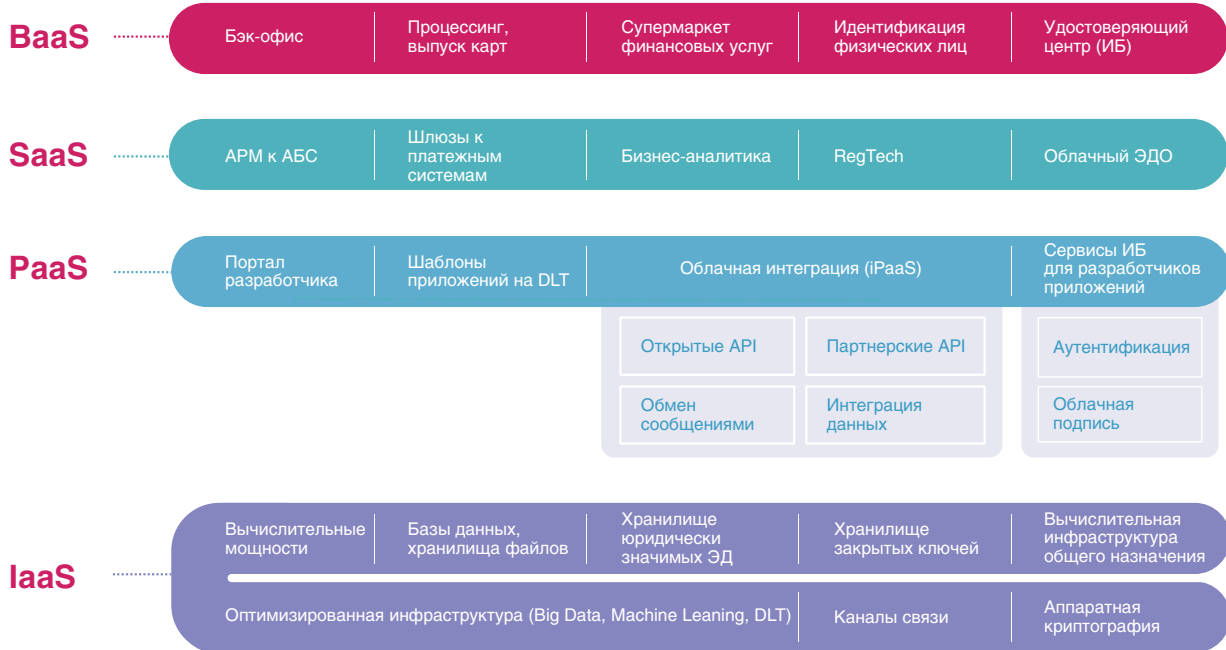 BaaS
Бэк-офис
Процессинг,
выпуск карт
Супермаркет
финансовых услуг
Идентификация
физических лиц
Удостоверяющий
центр (ИБ)
SaaS
АРМ к АБС
Шлюзы к
платежным
системам
Бизнес-аналитика
RegTech
Облачный ЭДО
PaaS
Портал
разработчика
Шаблоны
приложений на DLT
Облачная интеграция (iPaaS)
Сервисы ИБ
для разработчиков
приложений
Открытые API
Партнерские API
Аутентификация
Обмен
сообщениями
Интеграция
данных
Облачная
подпись
IaaS
Вычислительные
мощности
Базы данных,
хранилища файлов
Хранилище
юридически
значимых ЭД
Хранилище
закрытых ключей
Вычислительная
инфраструктура
общего назначения
Оптимизированная инфраструктура (Big Data, Machine Leaning, DLT)
Каналы связи
Аппаратная
криптография